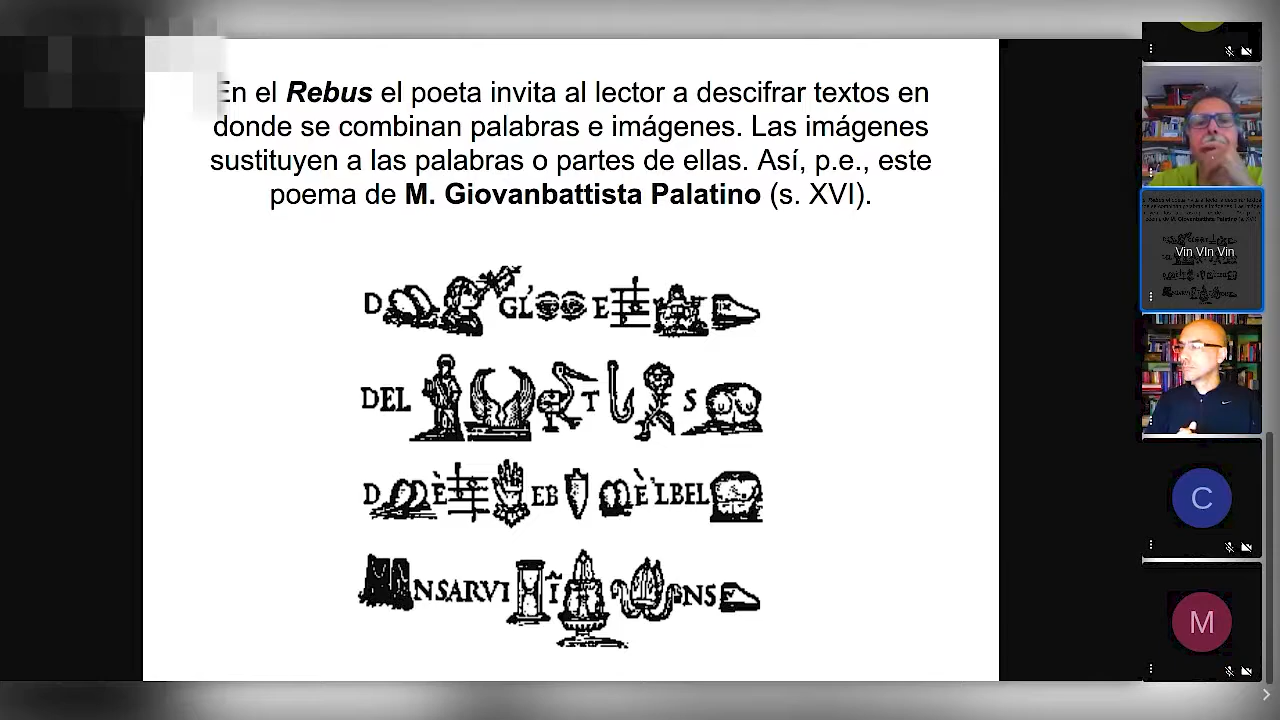 En el Rebus el poeta invita al lector a descifrar textos en
donde se combinan palabras e imágenes. Las imágenes
sustituyen a las palabras o partes de ellas. Así, p.e., este
poema de M. Giovanbattista Palatino (s. XVI).
D GL' E
DEL T S
D È EB È LBEL
NSARVI Ĩ NS
Vin VIn Vin
C
M